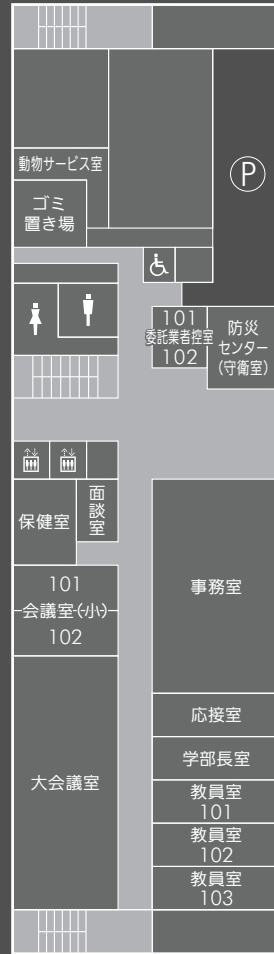 動物サービス室
ゴミ
置き場
P
101
委託業者控室
102
防災
センター
(守衛室)
保健室
面
談
室
事務室
101
会議室(小)
102
応接室
学部長室
大会議室
教員室
101
教員室
102
教員室
103